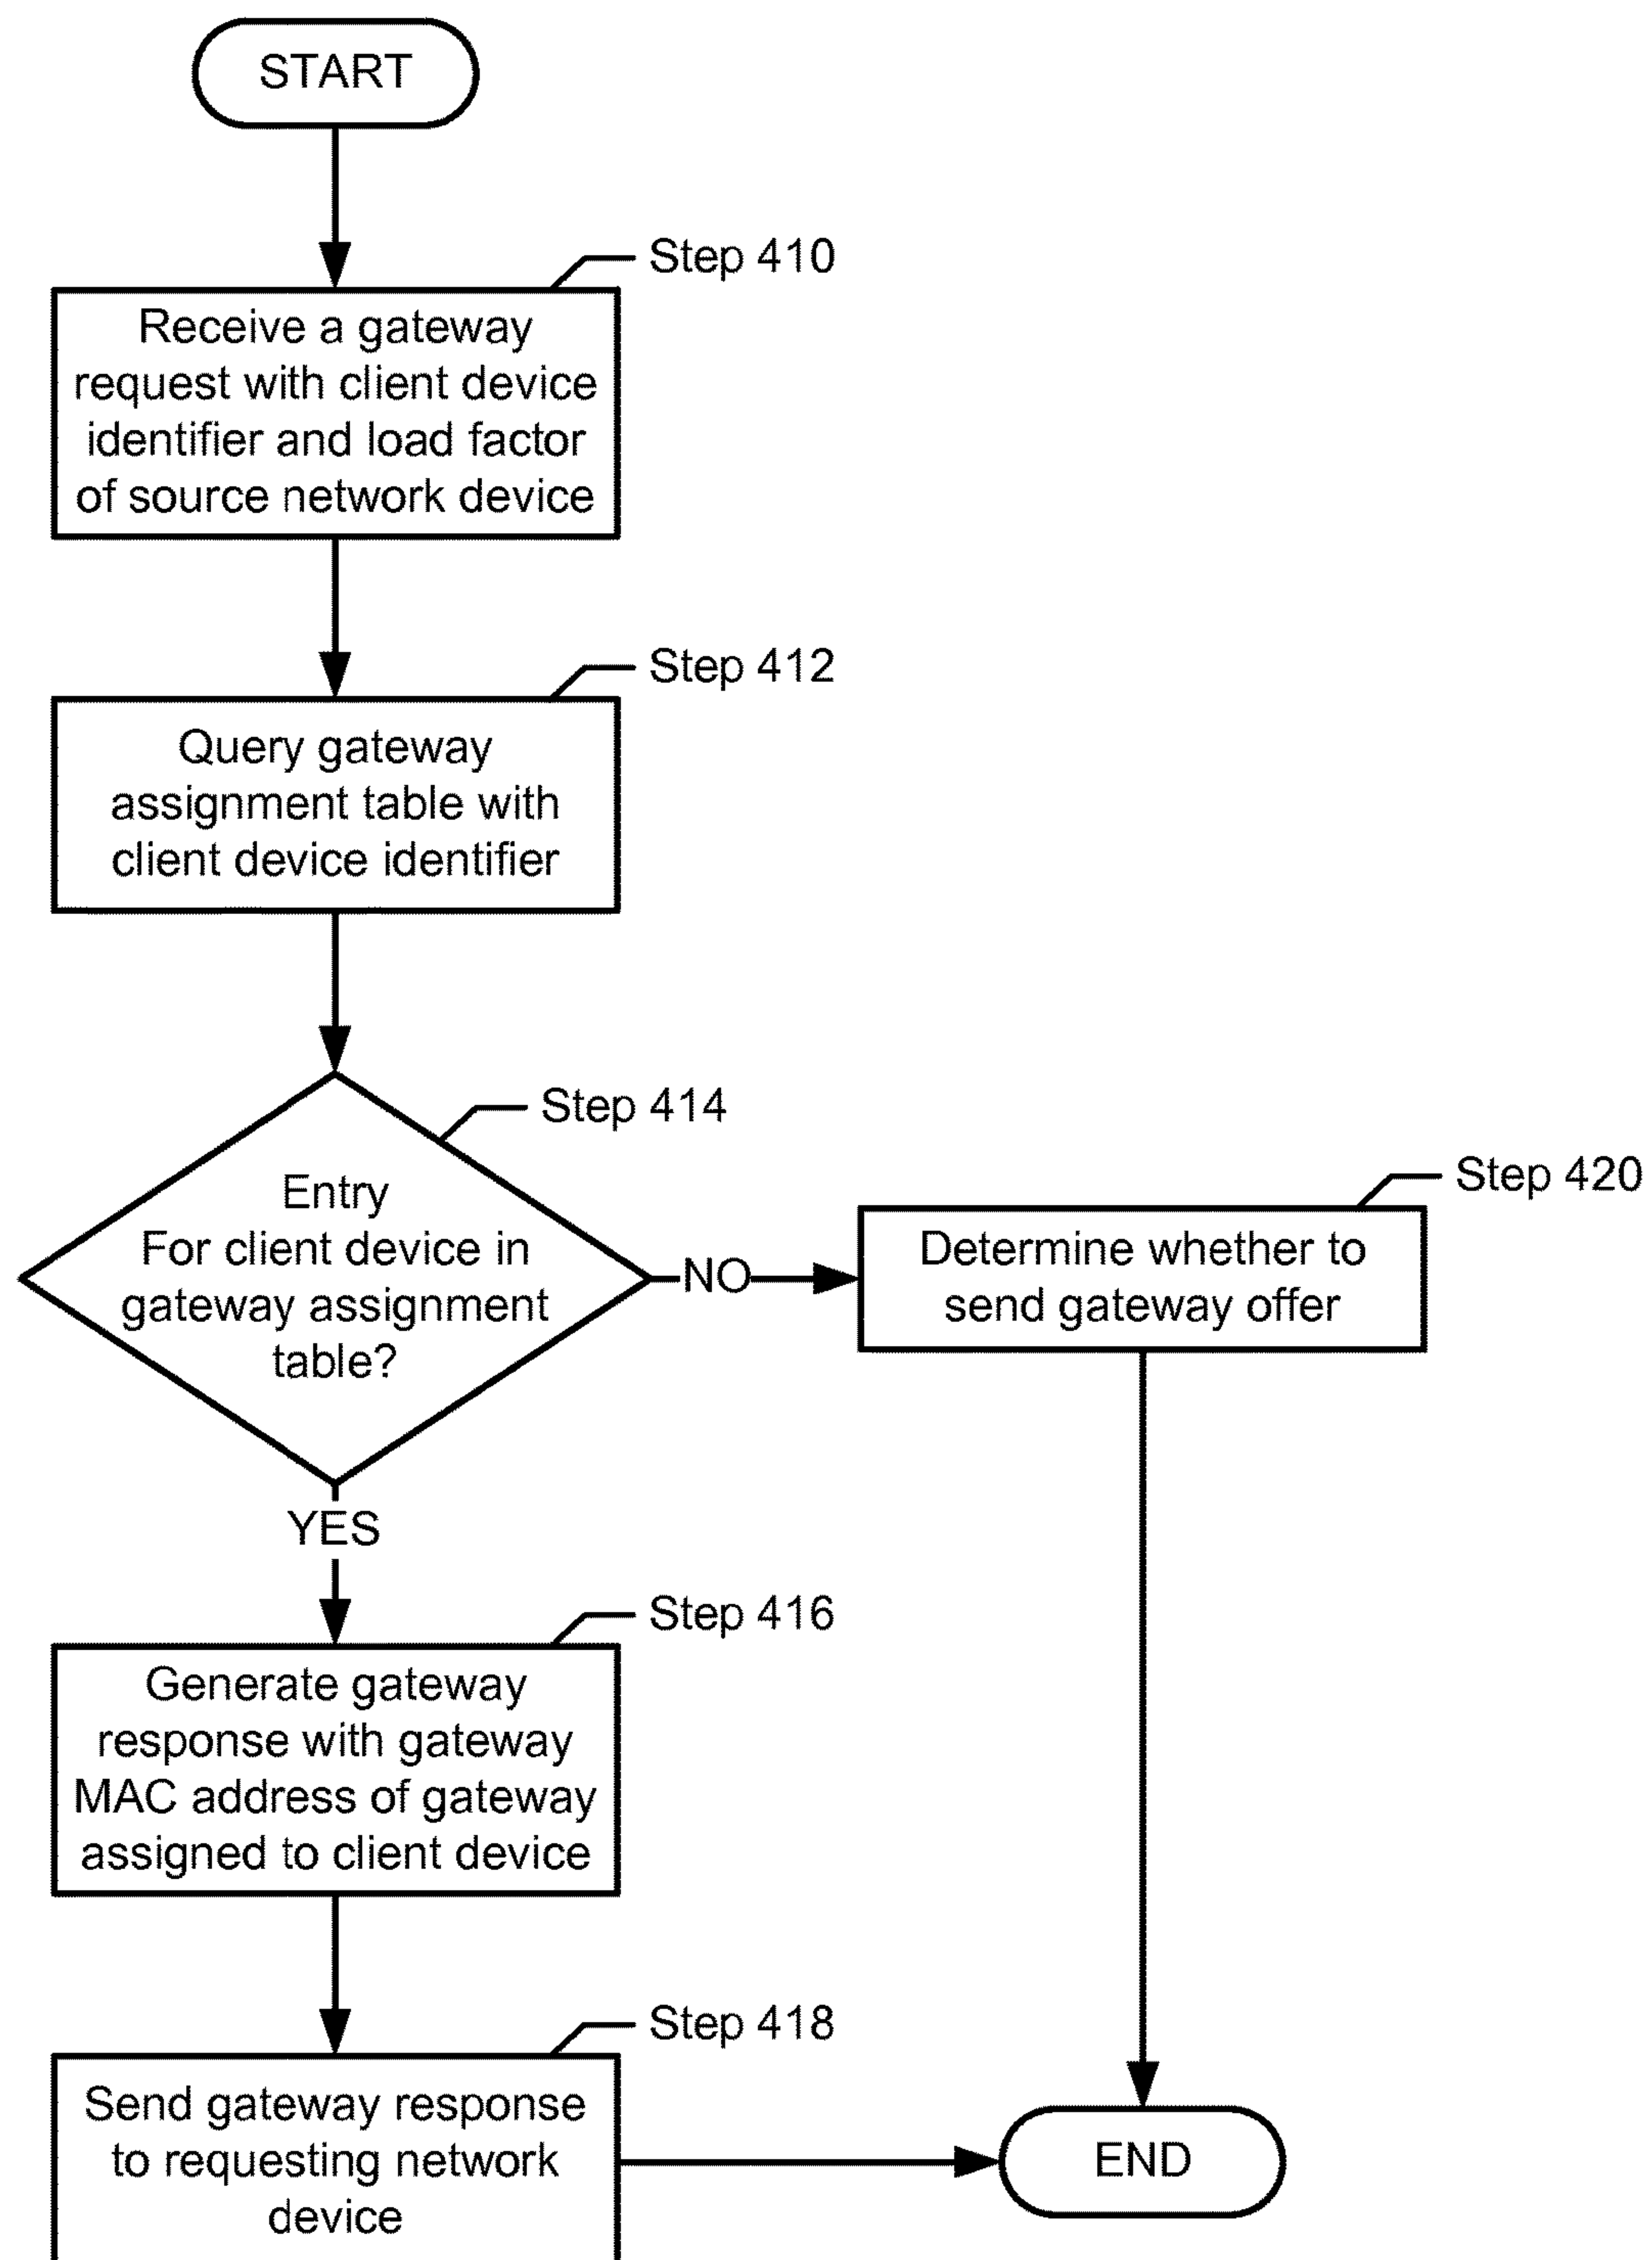 START
Step 410
Receive a gateway
request with client device
identifier and load factor
of source network device
Step 412
Query gateway
assignment table with
client device identifier
Step 414
Entry
For client device in
gateway assignment
table?
NO
Step 420
Determine whether to
send gateway offer
YES
Step 416
Generate gateway
response with gateway
MAC address of gateway
assigned to client device
Step 418
Send gateway response
to requesting network
device
END